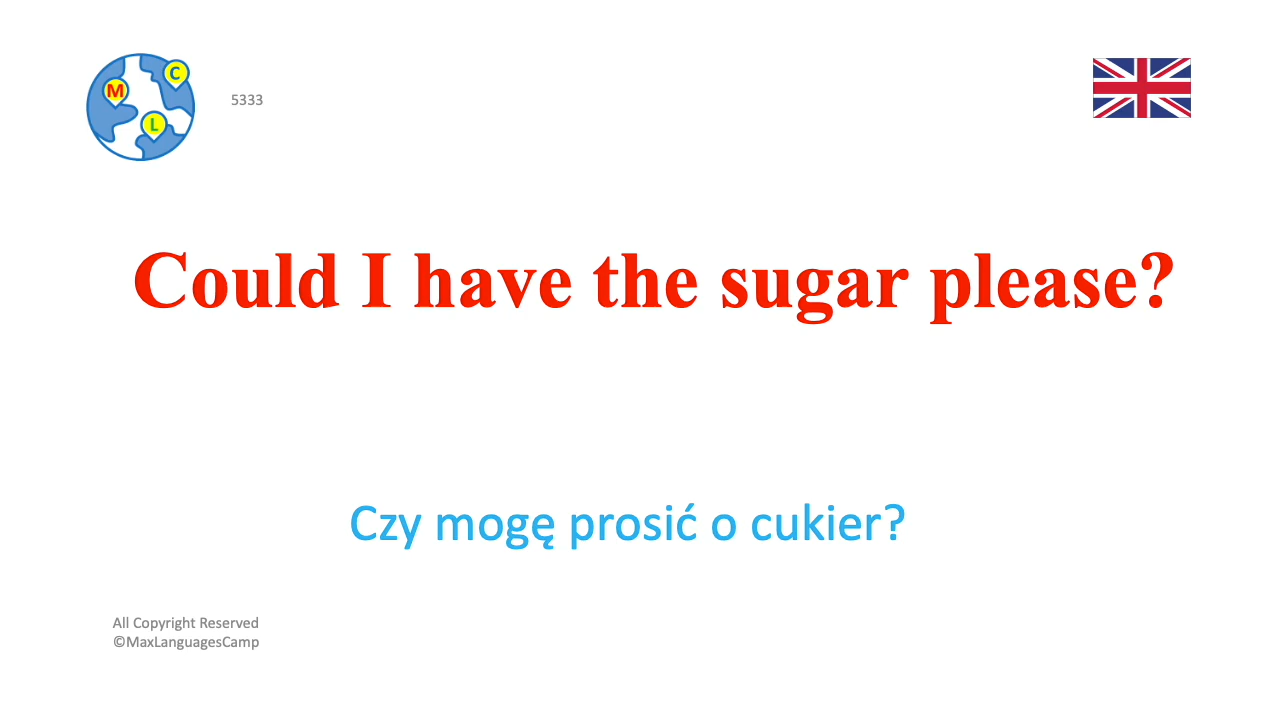 M
C
L
5333
Could I have the sugar please?
Czy mogę prosić o cukier?
All Copyright Reserved
©MaxLanguagesCamp